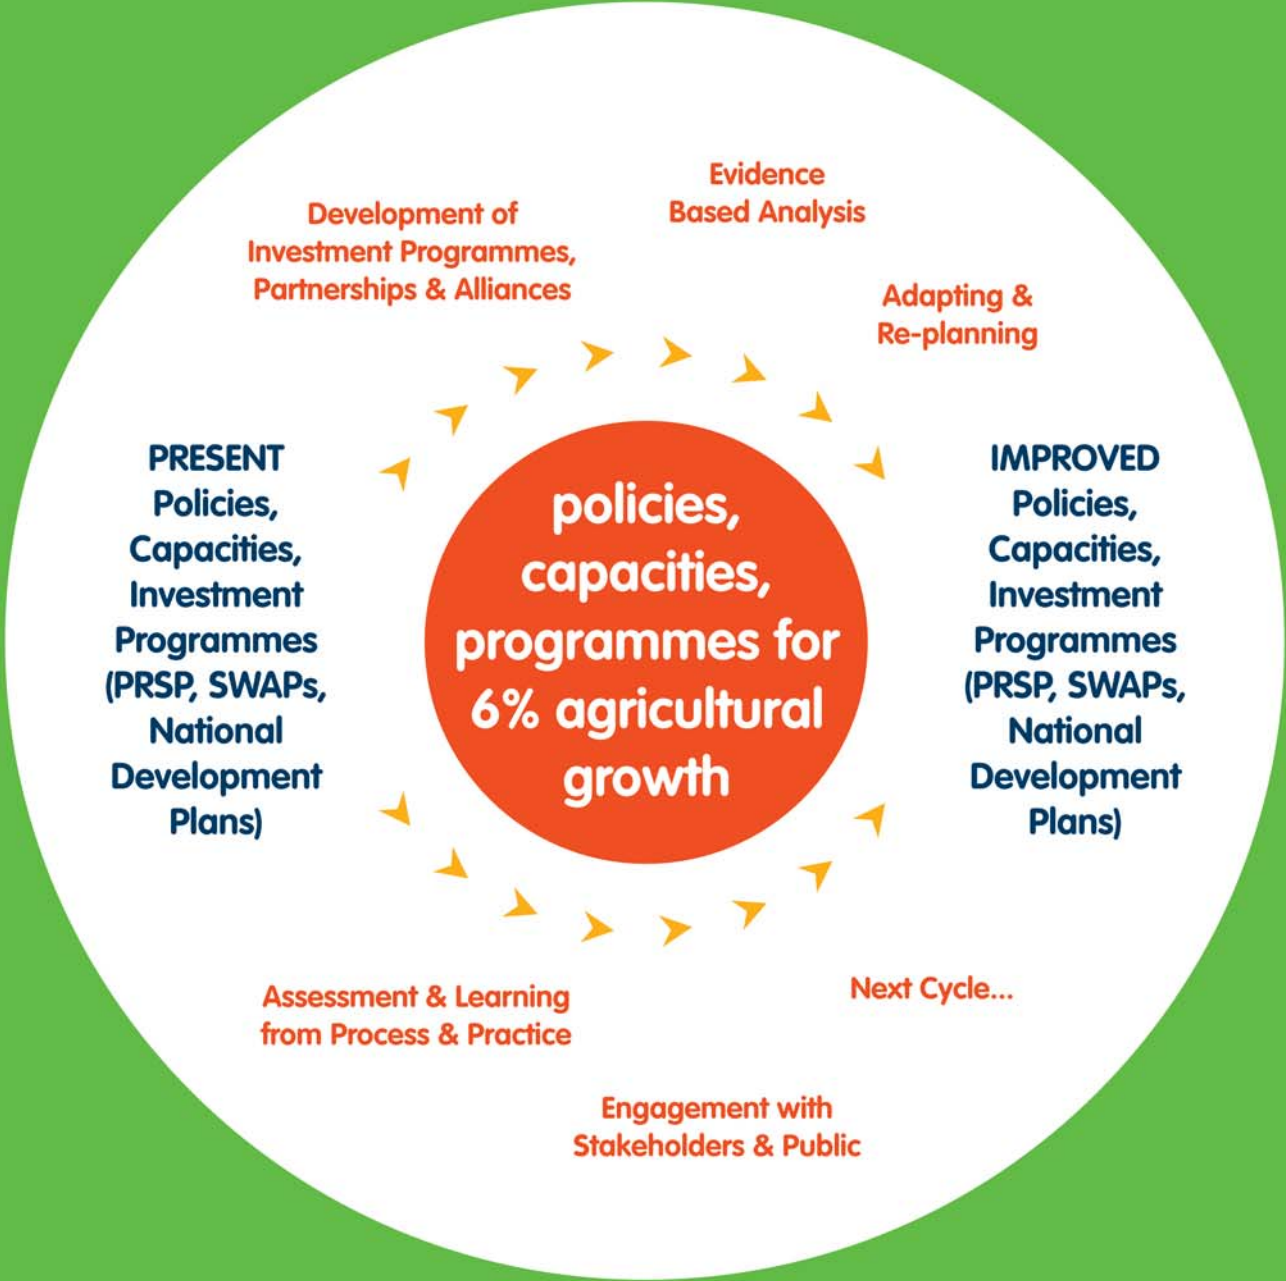 Evidence
Based Analysis
Development of
Investment Programmes,
Partnerships & Alliances
Adapting &
Re-planning
PRESENT
Policies,
Capacities,
Investment
Programmes
(PRSP, SWAPs,
National
Development
Plans)
policies,
capacities,
programmes for
6% agricultural
growth
IMPROVED
Policies,
Capacities,
Investment
Programmes
(PRSP, SWAPs,
National
Development
Plans)
Assessment & Learning
from Process & Practice
Next Cycle...
Engagement with
Stakeholders & Public